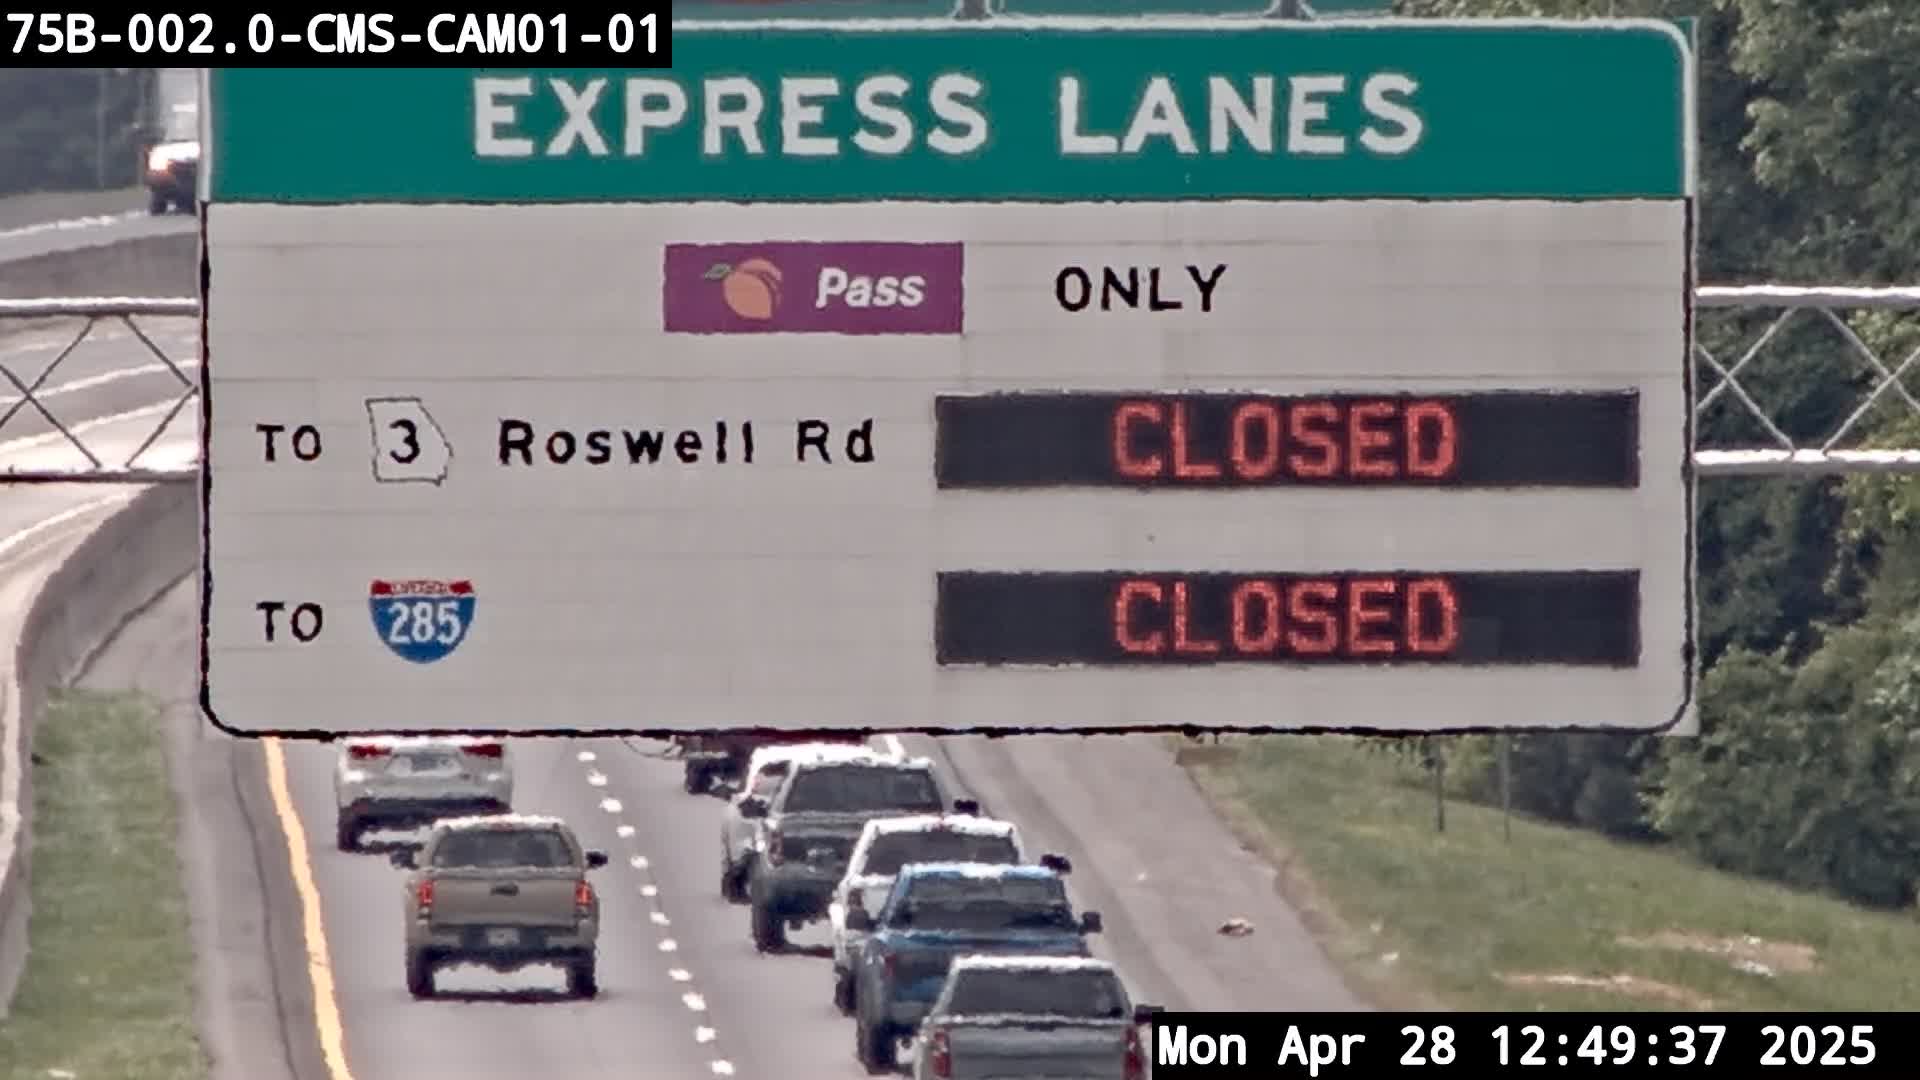 75B-002.0-CMS-CAM01-01
EXPRESS LANES
Pass ONLY
TO 3 Roswell Rd CLOSED
TO 285 CLOSED
Mon Apr 28 12:49:37 2025